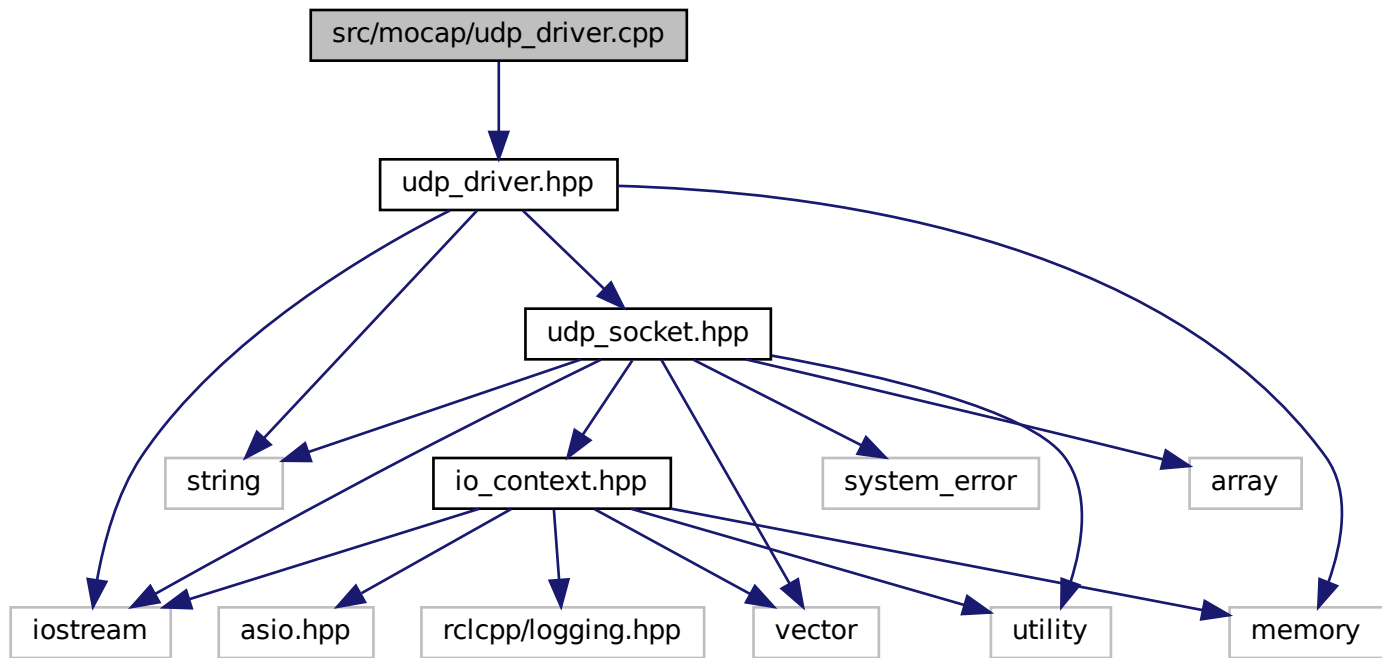 src/mocap/udp_driver.cpp
udp_driver.hpp
udp_socket.hpp
string
io_context.hpp
system_error
array
iostream
asio.hpp
rclcpp/logging.hpp
vector
utility
memory